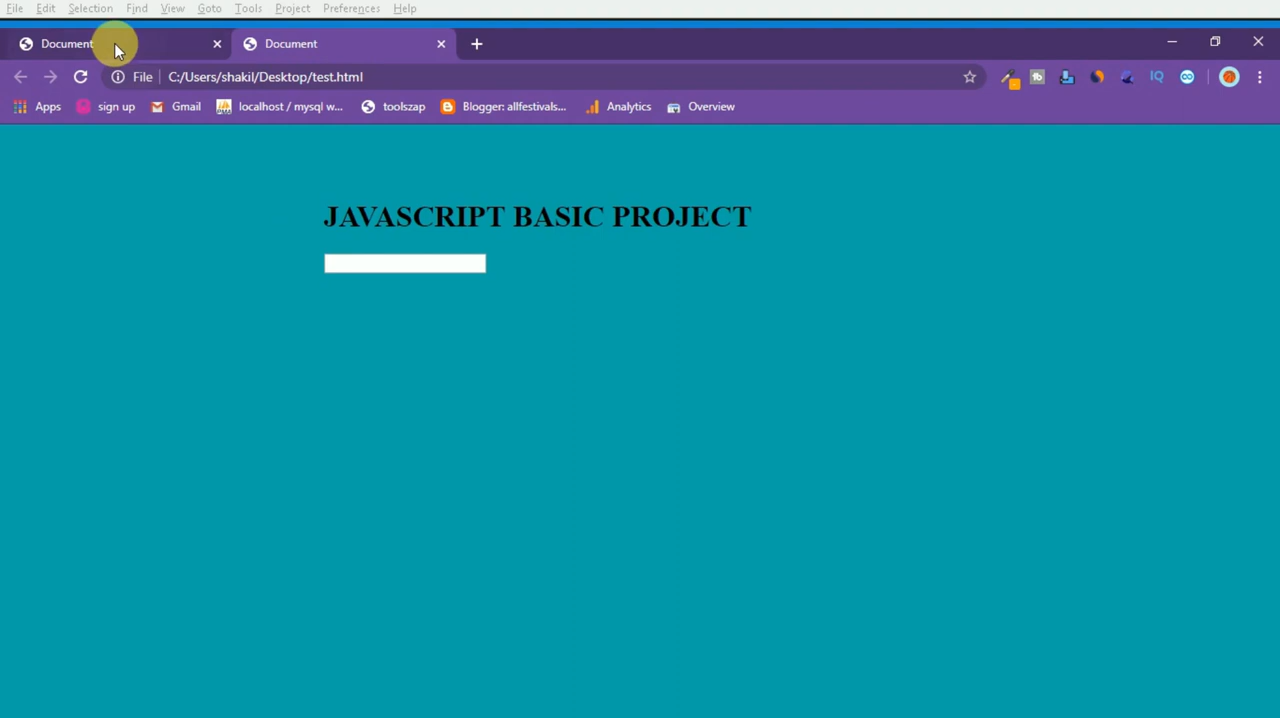 File Edit Selection Find View Goto Tools Project Preferences Help
Document Document
File C:/Users/shakil/Desktop/test.html
Apps sign up Gmail localhost / mysql w... toolszap Blogger: allfestivals... Analytics Overview
JAVASCRIPT BASIC PROJECT